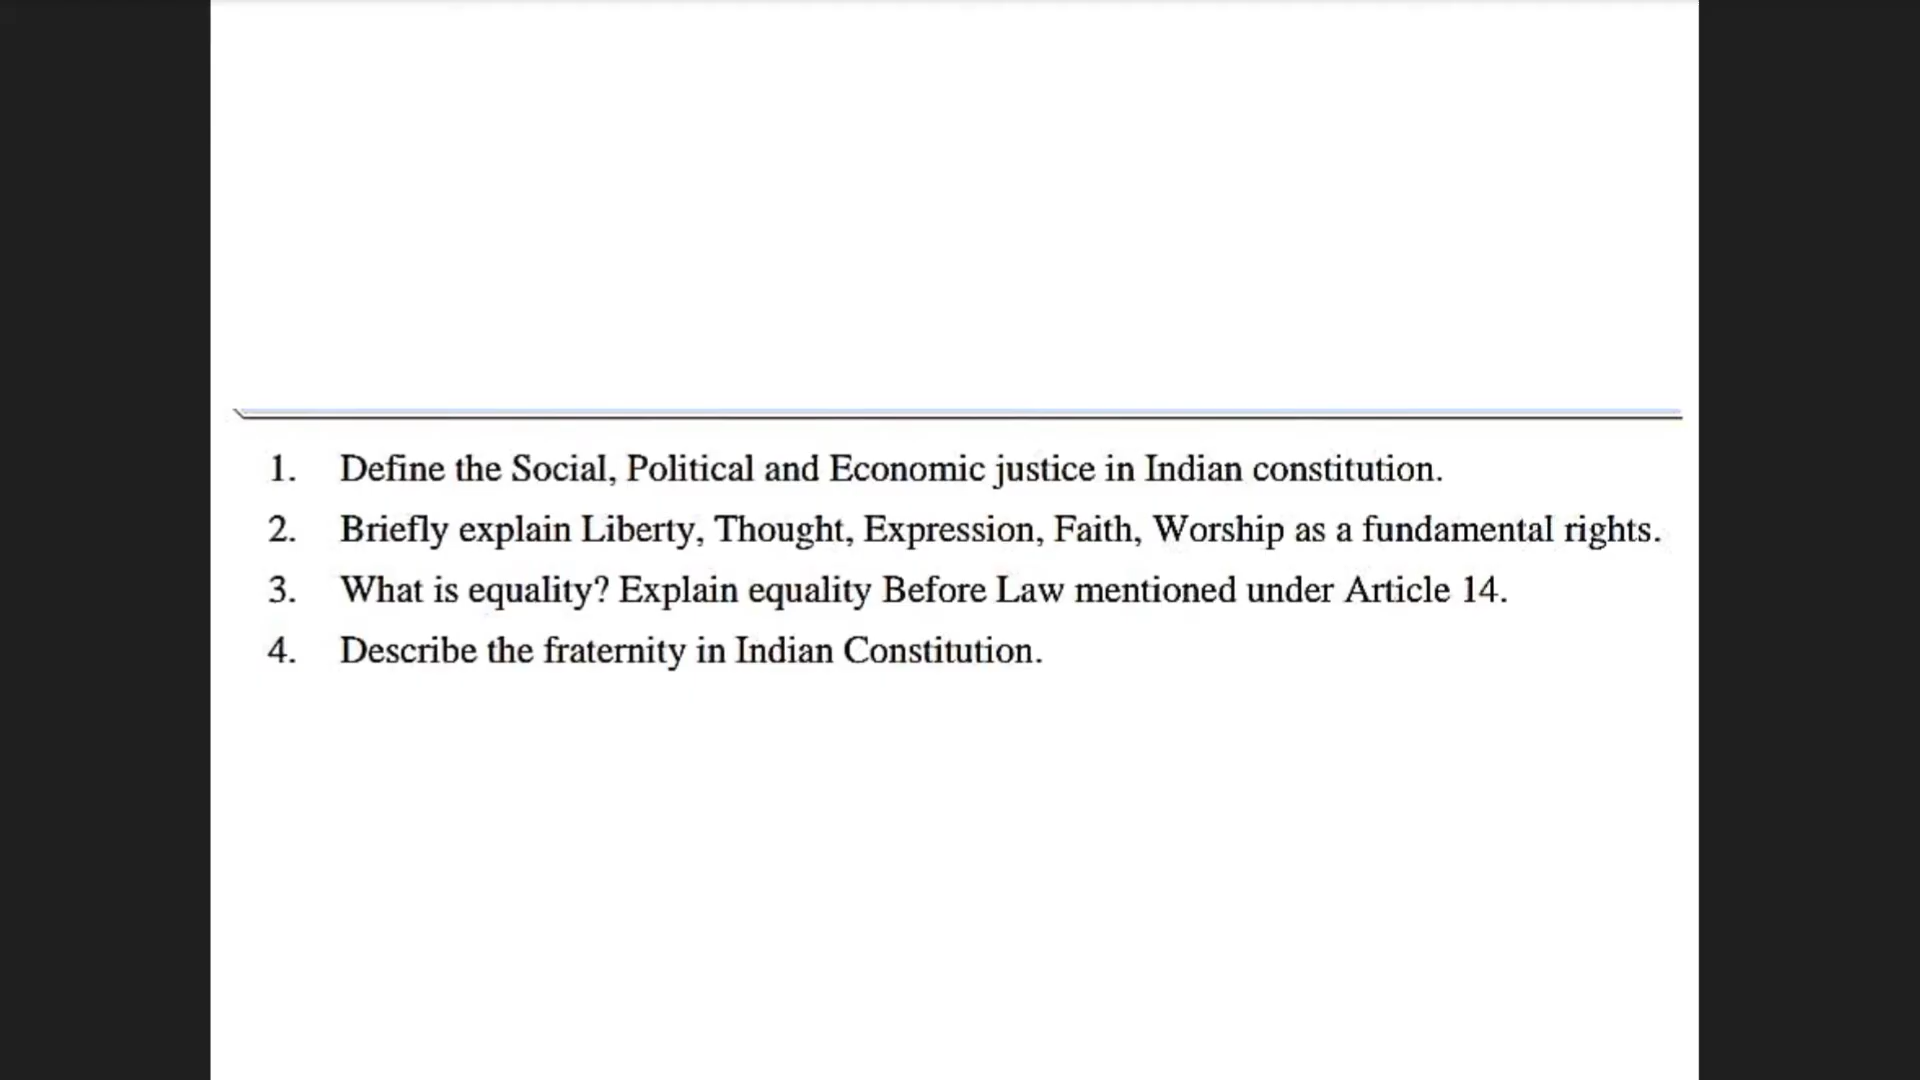 1. Define the Social, Political and Economic justice in Indian constitution.
2. Briefly explain Liberty, Thought, Expression, Faith, Worship as a fundamental rights.
3. What is equality? Explain equality Before Law mentioned under Article 14.
4. Describe the fraternity in Indian Constitution.